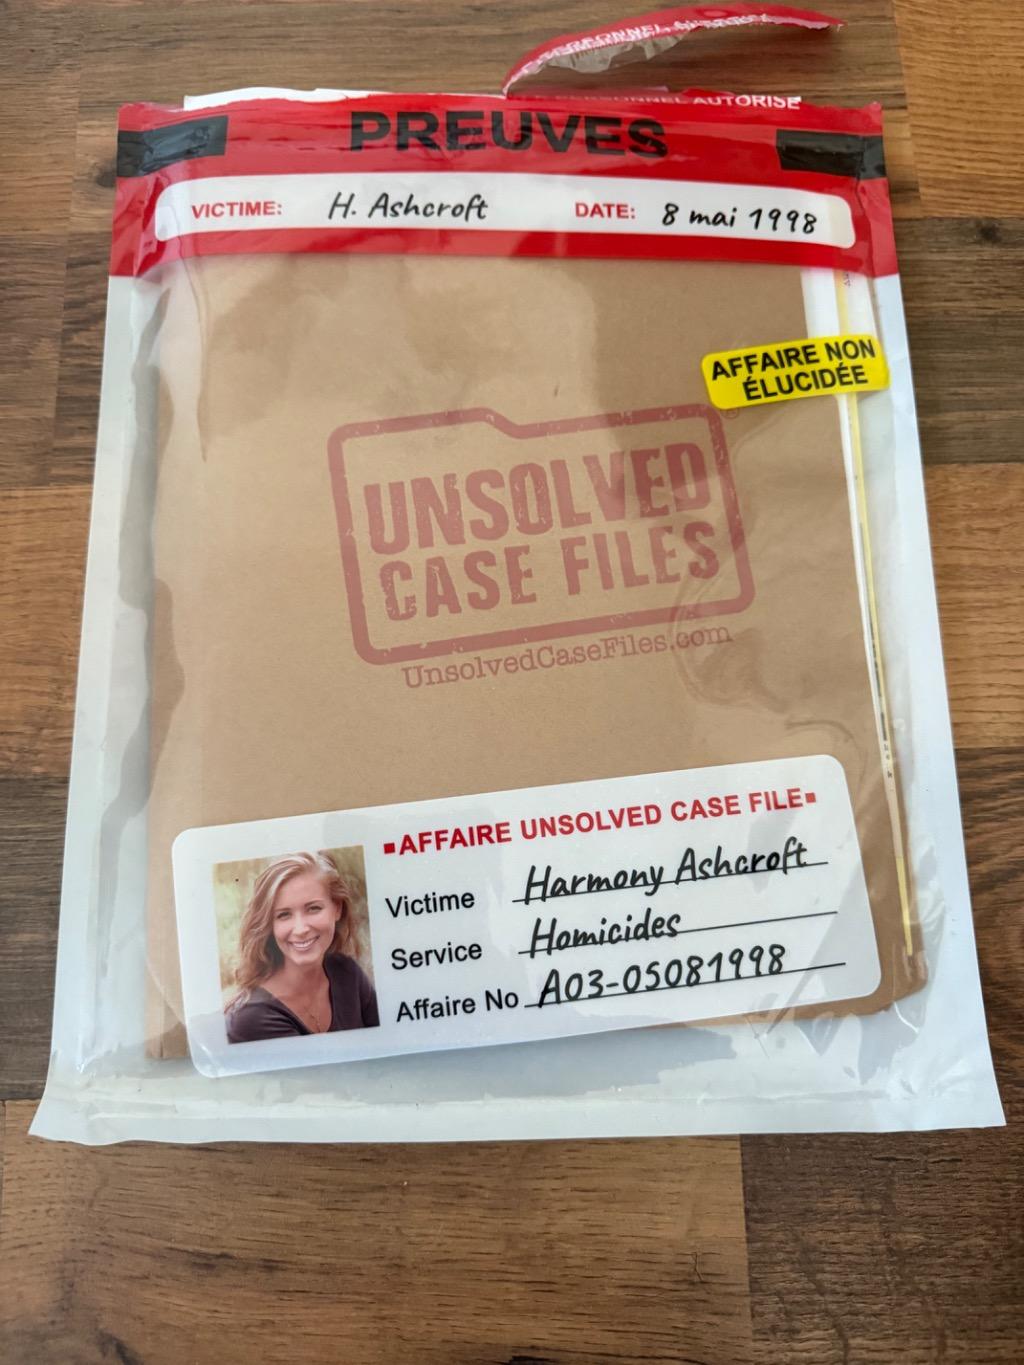 PERSONNEL AUTORISÉ
PREUVES
VICTIME: H. Ashcroft DATE: 8 mai 1998
AFFAIRE NON
ÉLUCIDÉE
UNSOLVED
CASE FILES
®
UnsolvedCaseFiles.com
▪AFFAIRE UNSOLVED CASE FILE▪
Victime Harmony Ashcroft
Service Homicides
Affaire No A03-05081998